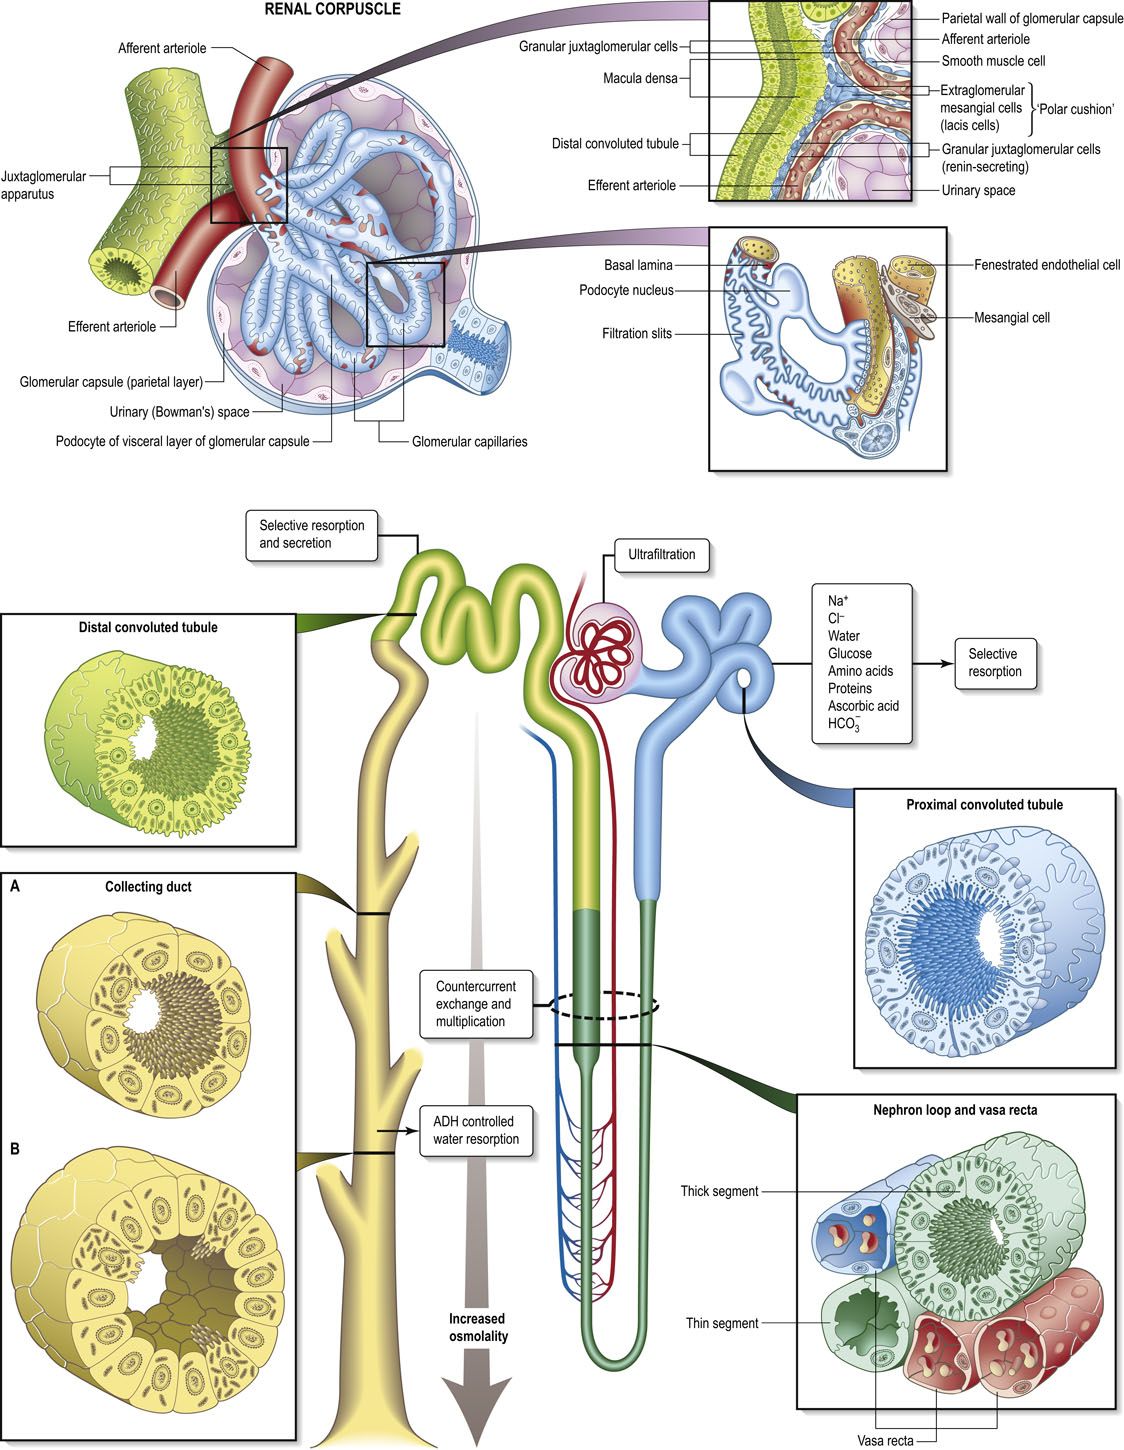 RENAL CORPUSCLE
Afferent arteriole
Juxtaglomerular
apparutus
Efferent arteriole
Glomerular capsule (parietal layer)
Urinary (Bowman's) space
Podocyte of visceral layer of glomerular capsule
Glomerular capillaries
Granular juxtaglomerular cells
Macula densa
Distal convoluted tubule
Efferent arteriole
Parietal wall of glomerular capsule
Afferent arteriole
Smooth muscle cell
Extraglomerular
mesangial cells
(lacis cells)
‘Polar cushion’
Granular juxtaglomerular cells
(renin-secreting)
Urinary space
Basal lamina
Podocyte nucleus
Filtration slits
Fenestrated endothelial cell
Mesangial cell
Selective resorption
and secretion
Ultrafiltration
Na⁺
Cl⁻
Water
Glucose
Amino acids
Proteins
Ascorbic acid
HCO₃⁻
Selective
resorption
Distal convoluted tubule
Proximal convoluted tubule
A
Collecting duct
B
Countercurrent
exchange and
multiplication
ADH controlled
water resorption
Increased
osmolality
Nephron loop and vasa recta
Thick segment
Thin segment
Vasa recta